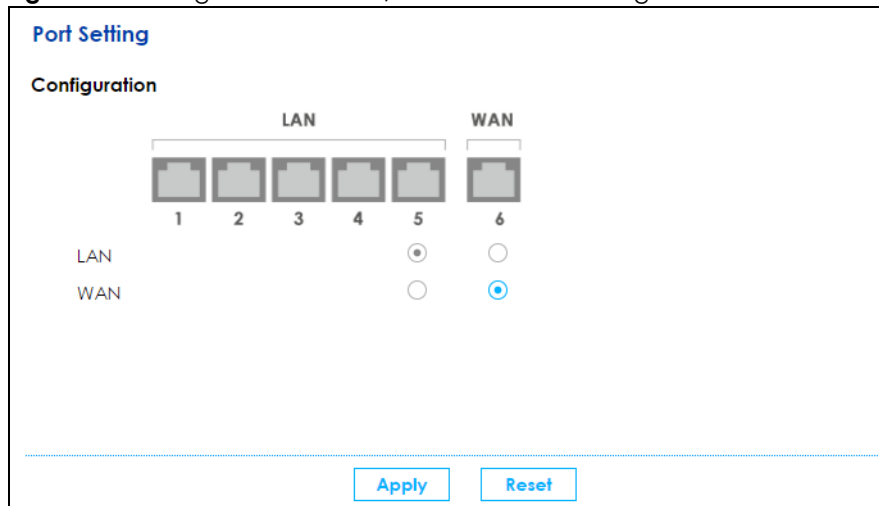 Port Setting
Configuration
LAN WAN
1 2 3 4 5 6
LAN
WAN
Apply Reset